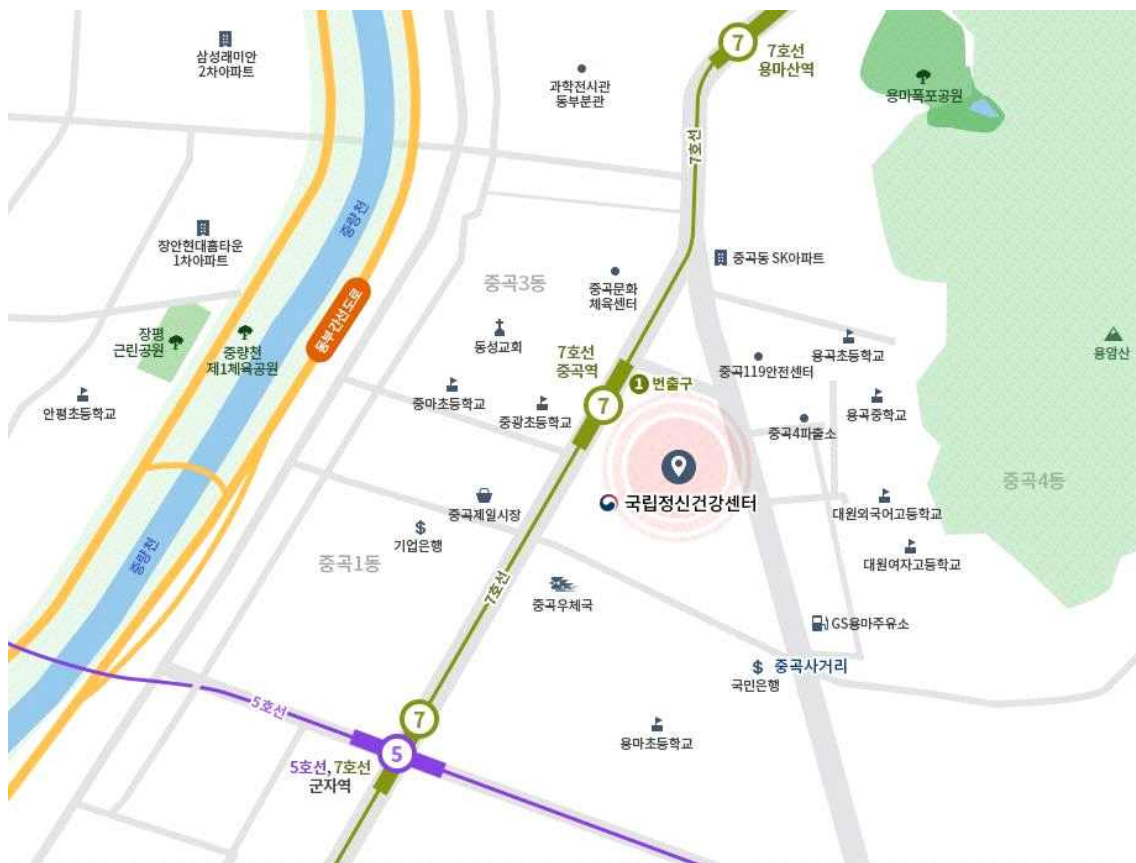 7
7호선
용마산역
삼성래미안
2차아파트
과학전시관
동부분관
용마폭포공원
7호선
중랑천
장안현대홈타운
1차아파트
중곡동 SK아파트
중곡3동
중곡문화
체육센터
동부간선도로
장평
근린공원
중량천
제1체육공원
동성교회
7호선
중곡역
용곡초등학교
용암산
중곡119안전센터
1 번출구
안평초등학교
중마초등학교
중광초등학교
7
용곡중학교
중곡4파출소
중곡4동
국립정신건강센터
중곡제일시장
대원외국어고등학교
기업은행
중랑천
중곡1동
대원여자고등학교
7호선
중곡우체국
GS용마주유소
중곡사거리
국민은행
5호선
7
용마초등학교
5
5호선, 7호선
군자역